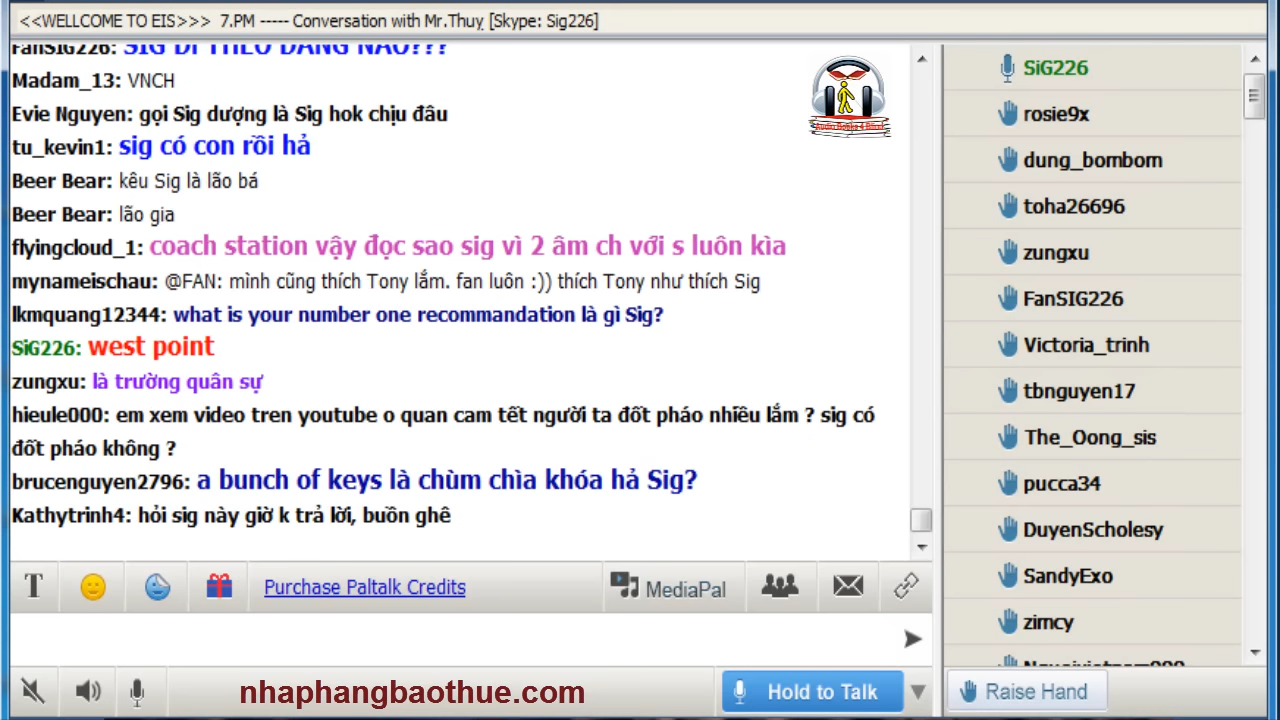 <<WELLCOME TO EIS>>> 7.PM ----- Conversation with Mr.Thuy [Skype: Sig226]
FanSIG226: SIG ĐI THEO ĐẢNG NÀO???
Madam_13: VNCH
Evie Nguyen: gọi Sig dượng là Sig hok chịu đâu
tu_kevin1: sig có con rồi hả
Beer Bear: kêu Sig là lão bá
Beer Bear: lão gia
flyingcloud_1: coach station vậy đọc sao sig vì 2 âm ch với s luôn kìa
mynameischau: @FAN: mình cũng thích Tony lắm. fan luôn :)) thích Tony như thích Sig
lkmquang12344: what is your number one recommandation là gì Sig?
SiG226: west point
zungxu: là trường quân sự
hieule000: em xem video tren youtube o quan cam tết người ta đốt pháo nhiều lắm ? sig có
đốt pháo không ?
brucenguyen2796: a bunch of keys là chùm chìa khóa hả Sig?
Kathytrinh4: hỏi sig này giờ k trả lời, buồn ghê
T
Purchase Paltalk Credits
MediaPal
nhaphangbaothue.com
Hold to Talk
SiG226
rosie9x
dung_bombom
toha26696
zungxu
FanSIG226
Victoria_trinh
tbnguyen17
The_Oong_sis
pucca34
DuyenScholesy
SandyExo
zimcy
Raise Hand